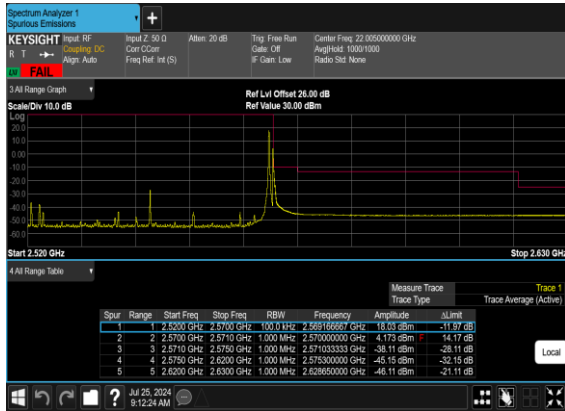 Spectrum Analyzer 1
Spurious Emissions
+
KEYSIGHT Input: RF Input Z: 50 Ω Atten: 20 dB Trig: Free Run Center Freq: 22.005000000 GHz
R T Coupling: DC Corr CCorr Gate: Off Avg|Hold: 1000/1000
Align: Auto Freq Ref: Int (S) IF Gain: Low Radio Std: None
LV FAIL
3 All Range Graph
Ref Lvl Offset 26.00 dB
Scale/Div 10.0 dB Ref Value 30.00 dBm
Log
20.0
10.0
0.00
-10.0
-20.0
-30.0
-40.0
-50.0
-60.0
Start 2.520 GHz Stop 2.630 GHz
4 All Range Table
Measure Trace Trace 1
Trace Type Trace Average (Active)
Spur Range Start Freq Stop Freq RBW Frequency Amplitude ΔLimit
1 1 2.5200 GHz 2.5700 GHz 100.0 kHz 2.569166667 GHz 18.03 dBm -11.97 dB
2 2 2.5700 GHz 2.5710 GHz 1.000 MHz 2.570000000 GHz 4.173 dBm F 14.17 dB
3 3 2.5710 GHz 2.5750 GHz 1.000 MHz 2.571033333 GHz -38.11 dBm -28.11 dB
4 4 2.5750 GHz 2.6200 GHz 1.000 MHz 2.575300000 GHz -45.15 dBm -32.15 dB
5 5 2.6200 GHz 2.6300 GHz 1.000 MHz 2.628650000 GHz -46.11 dBm -21.11 dB
Local
? Jul 25, 2024
9:12:24 AM